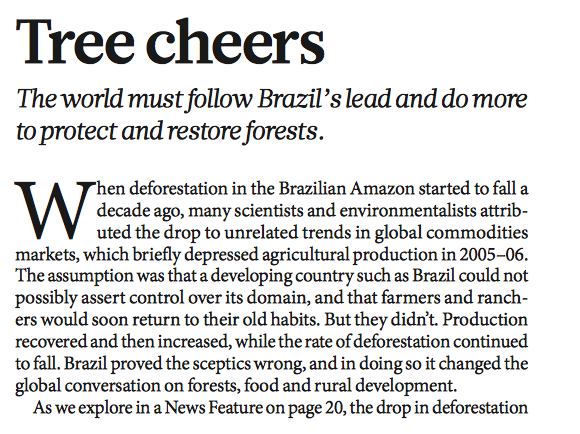 Tree cheers
The world must follow Brazil’s lead and do more
to protect and restore forests.
When deforestation in the Brazilian Amazon started to fall a
decade ago, many scientists and environmentalists attrib-
uted the drop to unrelated trends in global commodities
markets, which briefly depressed agricultural production in 2005–06.
The assumption was that a developing country such as Brazil could not
possibly assert control over its domain, and that farmers and ranch-
ers would soon return to their old habits. But they didn’t. Production
recovered and then increased, while the rate of deforestation continued
to fall. Brazil proved the sceptics wrong, and in doing so it changed the
global conversation on forests, food and rural development.
As we explore in a News Feature on page 20, the drop in deforestation